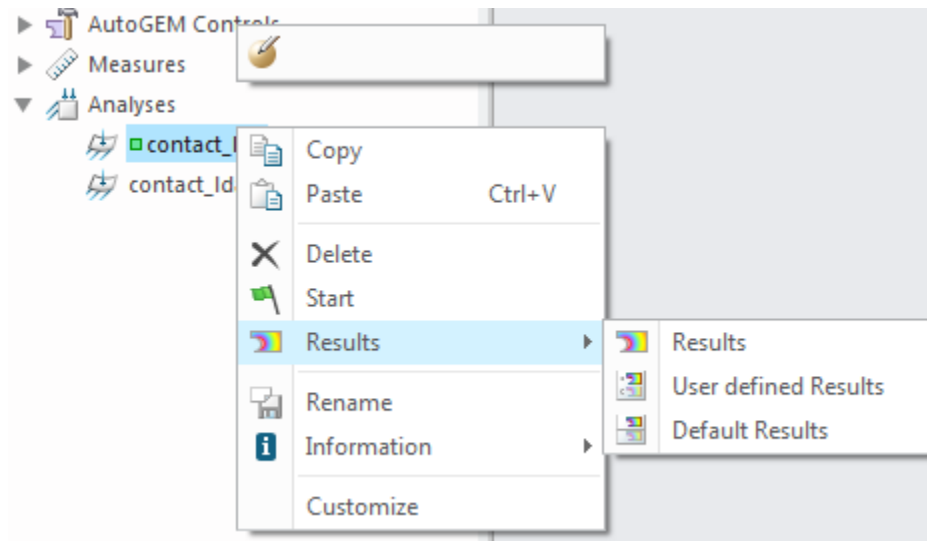 AutoGEM Controls
Measures
Analyses
contact_
Copy
contact_ld
Paste Ctrl+V
Delete
Start
Results
Results
User defined Results
Rename
Default Results
Information
Customize